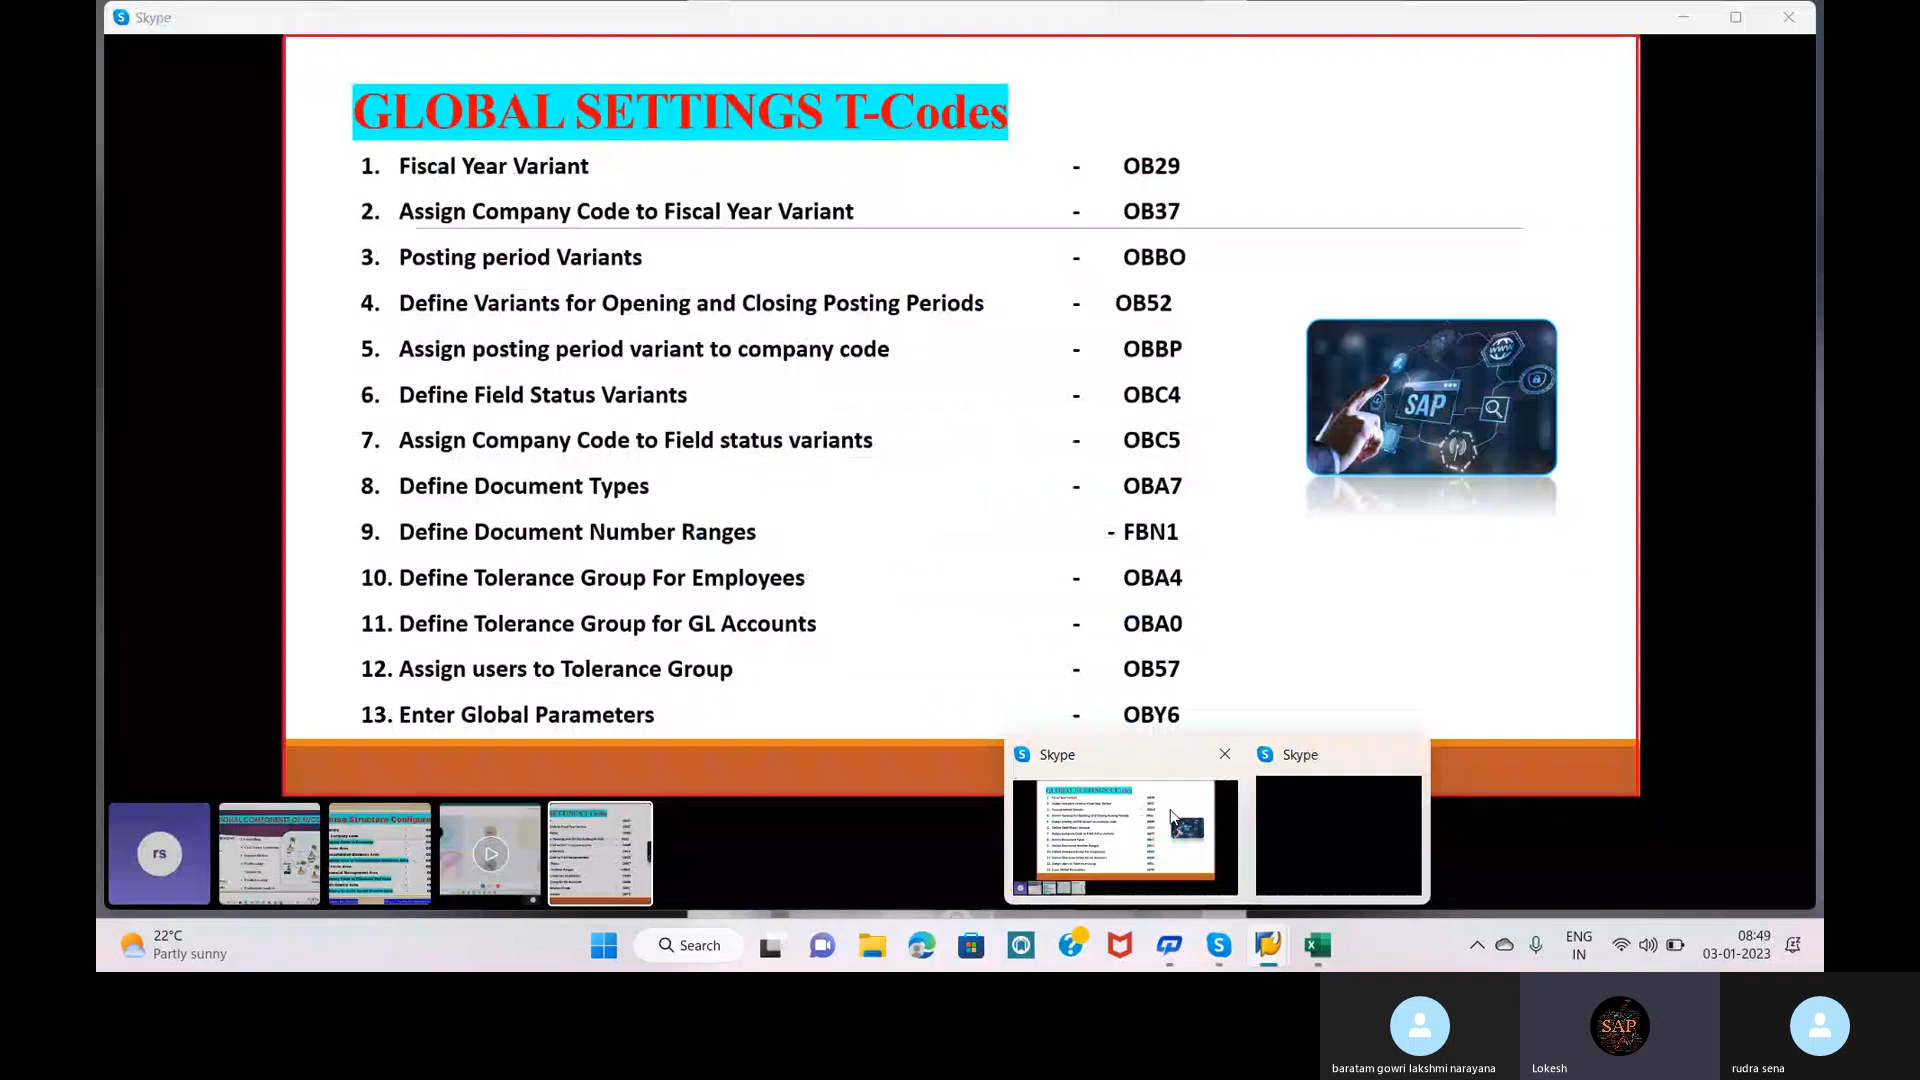 Skype
GLOBAL SETTINGS T-Codes
1. Fiscal Year Variant - OB29
2. Assign Company Code to Fiscal Year Variant - OB37
3. Posting period Variants - OBBO
4. Define Variants for Opening and Closing Posting Periods - OB52
5. Assign posting period variant to company code - OBBP
6. Define Field Status Variants - OBC4
7. Assign Company Code to Field status variants - OBC5
8. Define Document Types - OBA7
9. Define Document Number Ranges - FBN1
10. Define Tolerance Group For Employees - OBA4
11. Define Tolerance Group for GL Accounts - OBA0
12. Assign users to Tolerance Group - OB57
13. Enter Global Parameters - OBY6
WWW
SAP
Skype
Skype
GLOBAL SETTINGS T-Codes
rs
22°C
Partly sunny
Search
ENG
IN
08:49
03-01-2023
SAP
baratam gowri lakshmi narayana
Lokesh
rudra sena